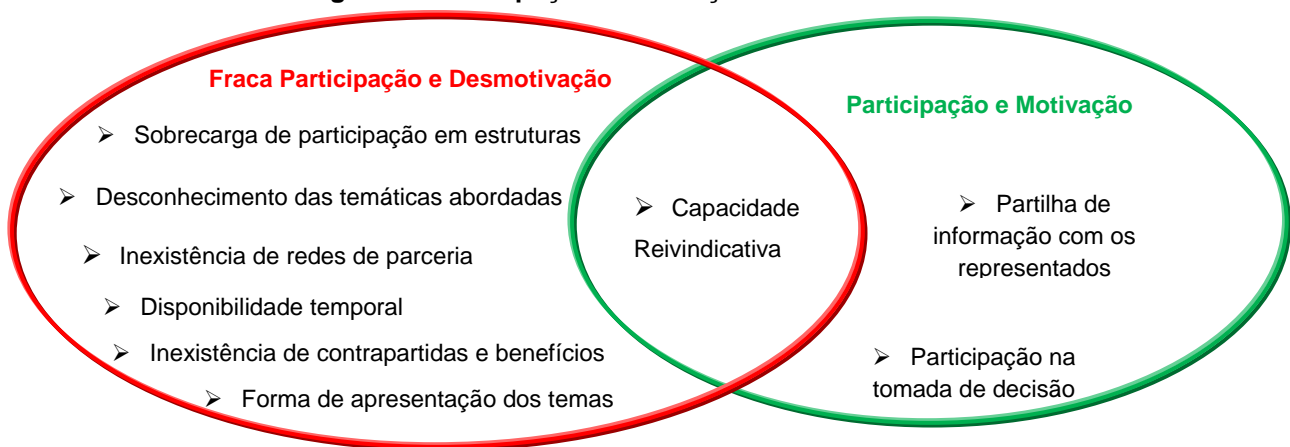 Fraca Participação e Desmotivação
➢ Sobrecarga de participação em estruturas
➢ Desconhecimento das temáticas abordadas
➢ Inexistência de redes de parceria
➢ Disponibilidade temporal
➢ Inexistência de contrapartidas e benefícios
➢ Forma de apresentação dos temas
➢ Capacidade
Reivindicativa
Participação e Motivação
➢ Partilha de
informação com os
representados
➢ Participação na
tomada de decisão